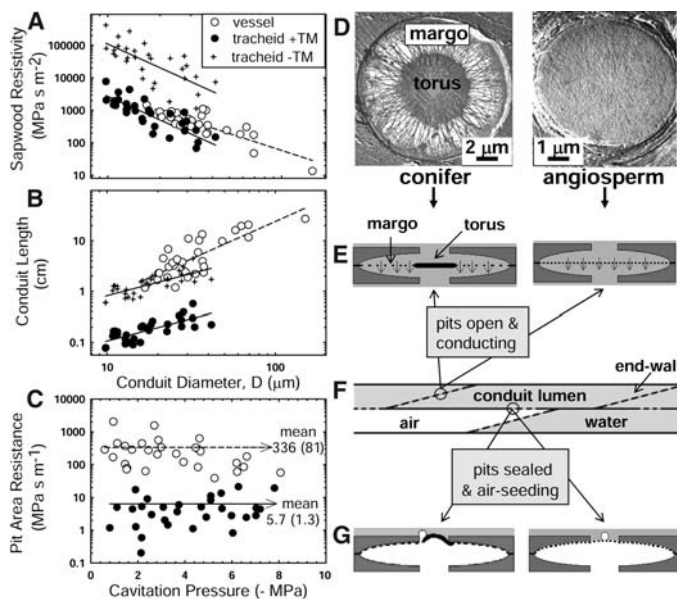 A
Sapwood Resistivity
(MPa s m-2)
100000
10000
1000
100
10
vessel
tracheid +TM
tracheid -TM
B
Conduit Length
(cm)
10
1
0.1
10
100
Conduit Diameter, D (μm)
C
Pit Area Resistance
(MPa s m-1)
10000
1000
100
10
1
0.1
mean
336 (81)
mean
5.7 (1.3)
0
2
4
6
8
10
Cavitation Pressure (- MPa)
D
margo
torus
2 μm
1 μm
conifer
angiosperm
E
margo
torus
pits open &
conducting
end-wal
F
conduit lumen
air
water
pits sealed
& air-seeding
G